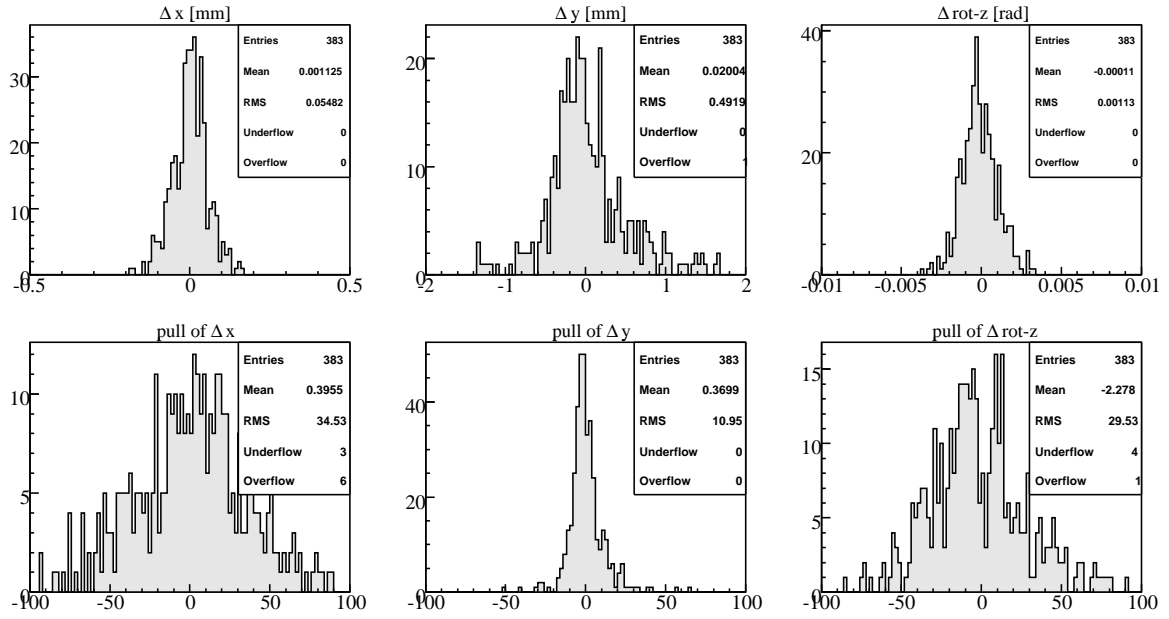 Δ x [mm]
Entries 383
Mean 0.001125
RMS 0.05482
Underflow 0
Overflow 0
30
20
10
0
-0.5 0 0.5
Δ y [mm]
Entries 383
Mean 0.02004
RMS 0.4919
Underflow 0
Overflow 1
20
10
0
-2 -1 0 1 2
Δ rot-z [rad]
Entries 383
Mean -0.00011
RMS 0.00113
Underflow 0
Overflow 0
40
30
20
10
0
-0.01 -0.005 0 0.005 0.01
pull of Δ x
Entries 383
Mean 0.3955
RMS 34.53
Underflow 3
Overflow 6
10
5
0
-100 -50 0 50 100
pull of Δ y
Entries 383
Mean 0.3699
RMS 10.95
Underflow 0
Overflow 0
40
20
0
-100 -50 0 50 100
pull of Δ rot-z
Entries 383
Mean -2.278
RMS 29.53
Underflow 4
Overflow 1
15
10
5
0
-100 -50 0 50 100